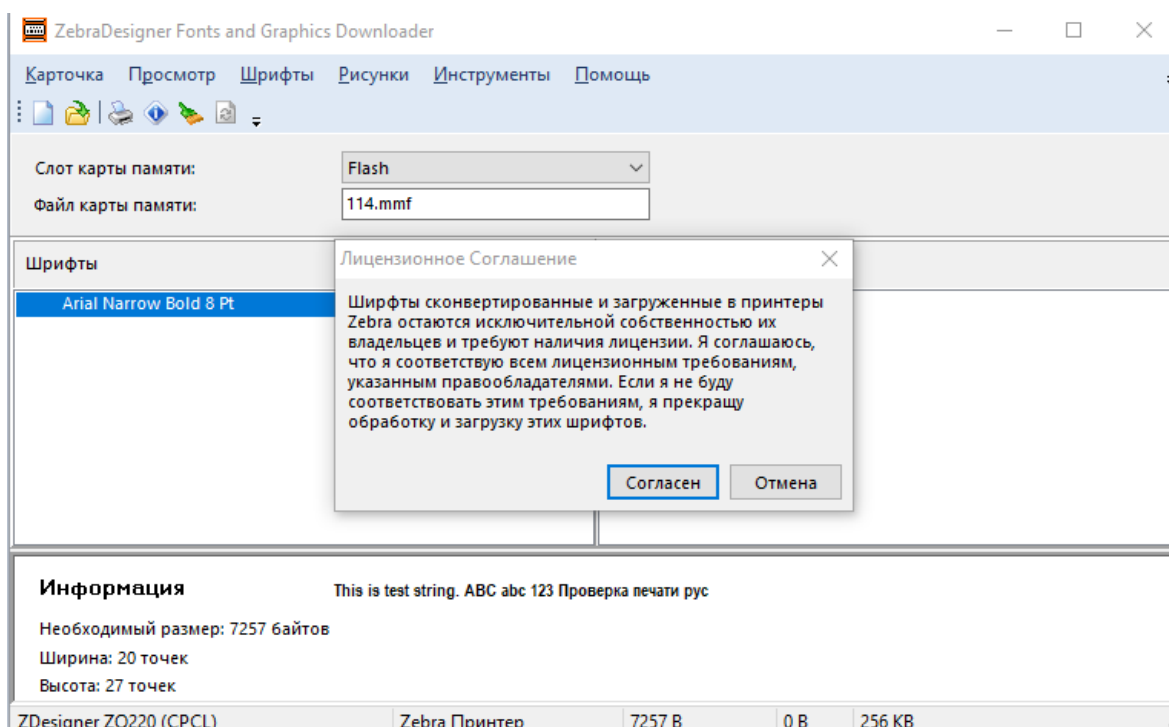 ZebraDesigner Fonts and Graphics Downloader
Карточка Просмотр Шрифты Рисунки Инструменты Помощь
Слот карты памяти: Flash
Файл карты памяти: 114.mmf
Шрифты
Arial Narrow Bold 8 Pt
Лицензионное Соглашение
Ширфты сконвертированные и загруженные в принтеры
Zebra остаются исключительной собственностью их
владельцев и требуют наличия лицензии. Я соглашаюсь,
что я соответствую всем лицензионным требованиям,
указанным правообладателями. Если я не буду
соответствовать этим требованиям, я прекращу
обработку и загрузку этих шрифтов.
Согласен Отмена
Информация This is test string. ABC abc 123 Проверка печати рус
Необходимый размер: 7257 байтов
Ширина: 20 точек
Высота: 27 точек
ZDesigner ZQ220 (CPCL) Zebra Принтер 7257 B 0 B 256 KB